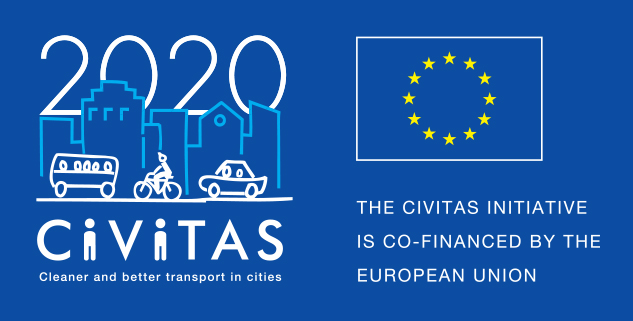 2020
CiViTAS
Cleaner and better transport in cities
THE CIVITAS INITIATIVE
IS CO-FINANCED BY THE
EUROPEAN UNION